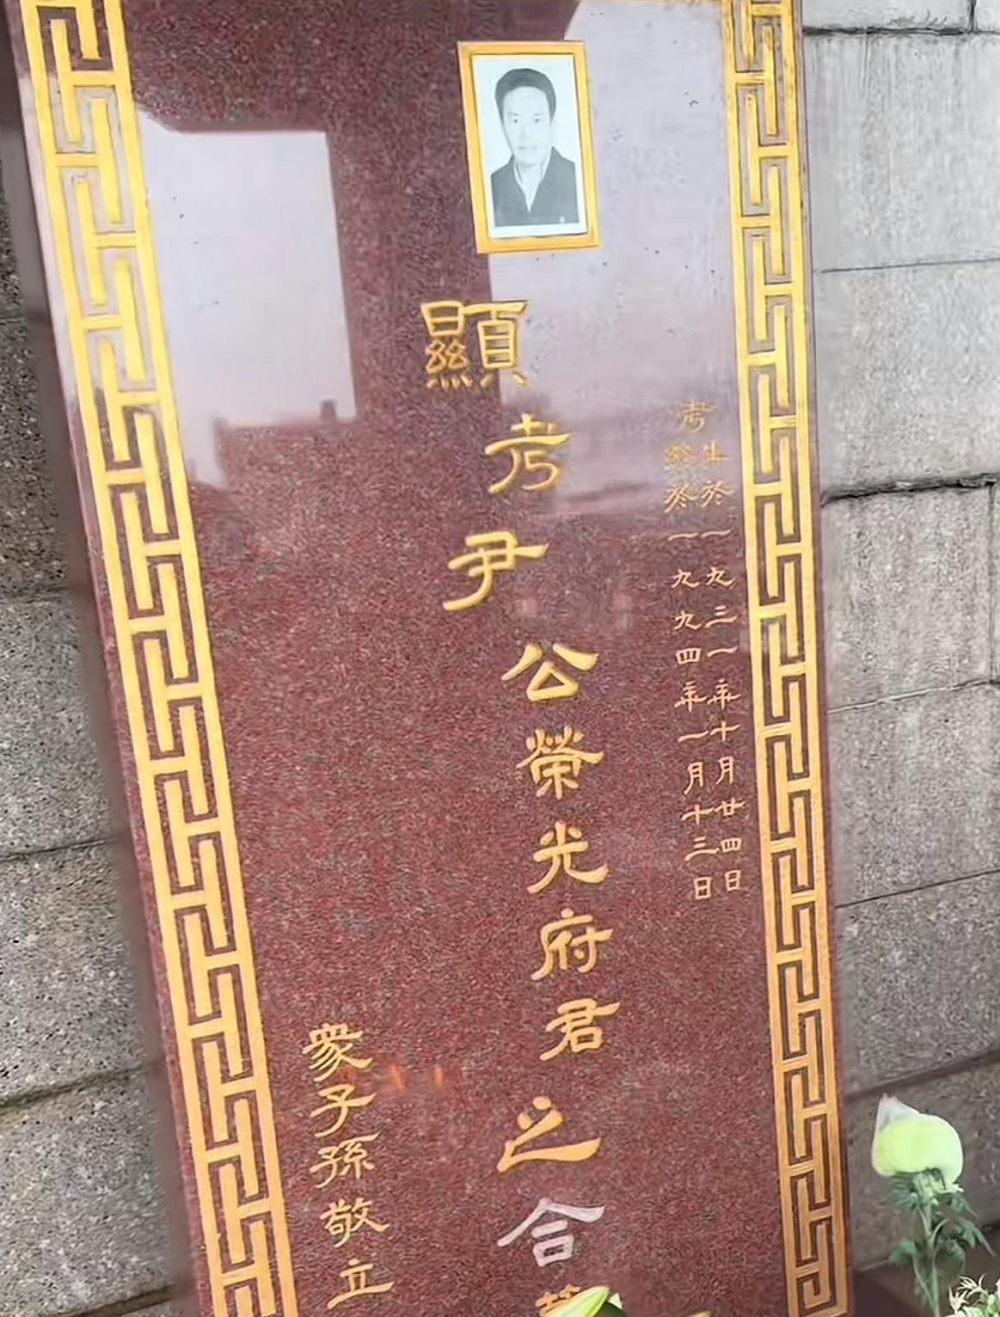 考
生於一九三一年十月廿四日
於一九九四年一月十三日
顯考尹公榮光府君之合
衆子孫敬立